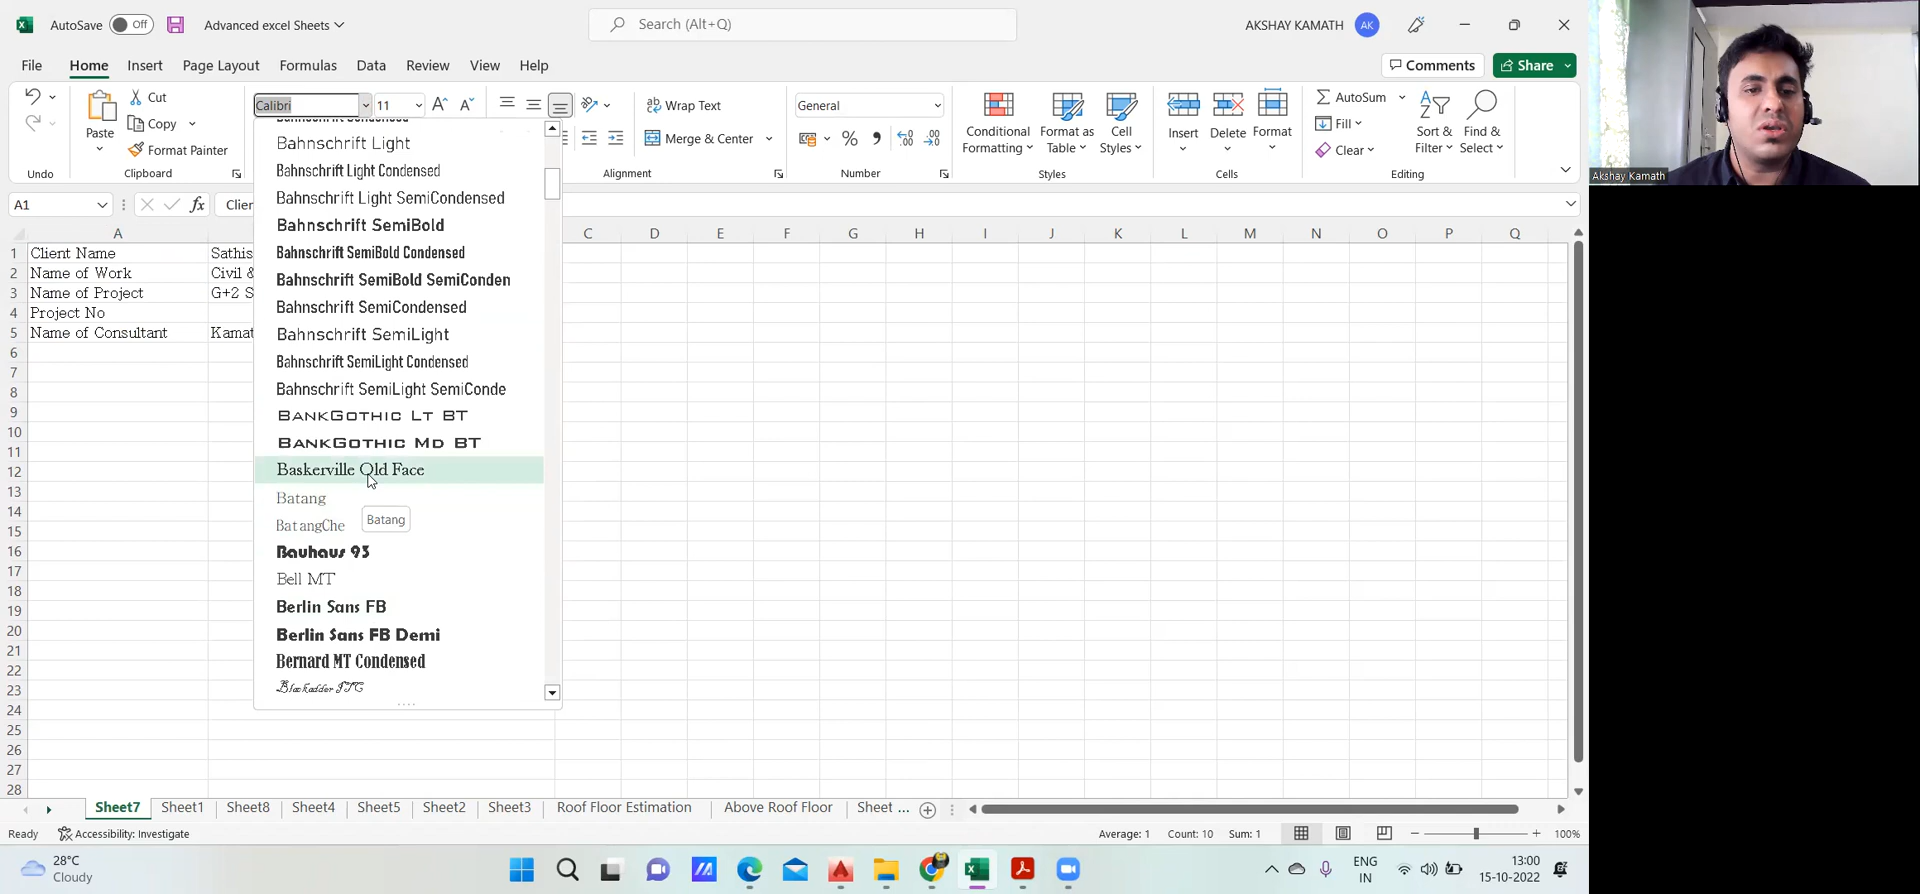 AutoSave Off Advanced excel Sheets Search (Alt+Q) AKSHAY KAMATH AK
File Home Insert Page Layout Formulas Data Review View Help Comments Share
Calibri 11
Cut
Copy
Format Painter
Paste
Wrap Text
Merge & Center
General
Conditional Formatting
Format as Table
Cell Styles
Insert Delete Format
AutoSum
Fill
Clear
Sort & Filter
Find & Select
Undo Clipboard Alignment Number Styles Cells Editing
Akshay Kamath
A1 fx Clier
A C D E F G H I J K L M N O P Q
1 Client Name Sathis
2 Name of Work Civil &
3 Name of Project G+2 S
4 Project No
5 Name of Consultant Kamat
6
7
8
9
10
11
12
13
14
15
16
17
18
19
20
21
22
23
24
25
26
27
28
Bahnschrift Light
Bahnschrift Light Condensed
Bahnschrift Light SemiCondensed
Bahnschrift SemiBold
Bahnschrift SemiBold Condensed
Bahnschrift SemiBold SemiConden
Bahnschrift SemiCondensed
Bahnschrift SemiLight
Bahnschrift SemiLight Condensed
Bahnschrift SemiLight SemiConde
BankGothic Lt BT
BankGothic Md BT
Baskerville Old Face
Batang
BatangChe
Batang
Bauhaus 93
Bell MT
Berlin Sans FB
Berlin Sans FB Demi
Bernard MT Condensed
Blackadder ITC
Sheet7 Sheet1 Sheet8 Sheet4 Sheet5 Sheet2 Sheet3 Roof Floor Estimation Above Roof Floor Sheet ...
Ready Accessibility: Investigate Average: 1 Count: 10 Sum: 1 100%
28°C
Cloudy
ENG
IN
13:00
15-10-2022